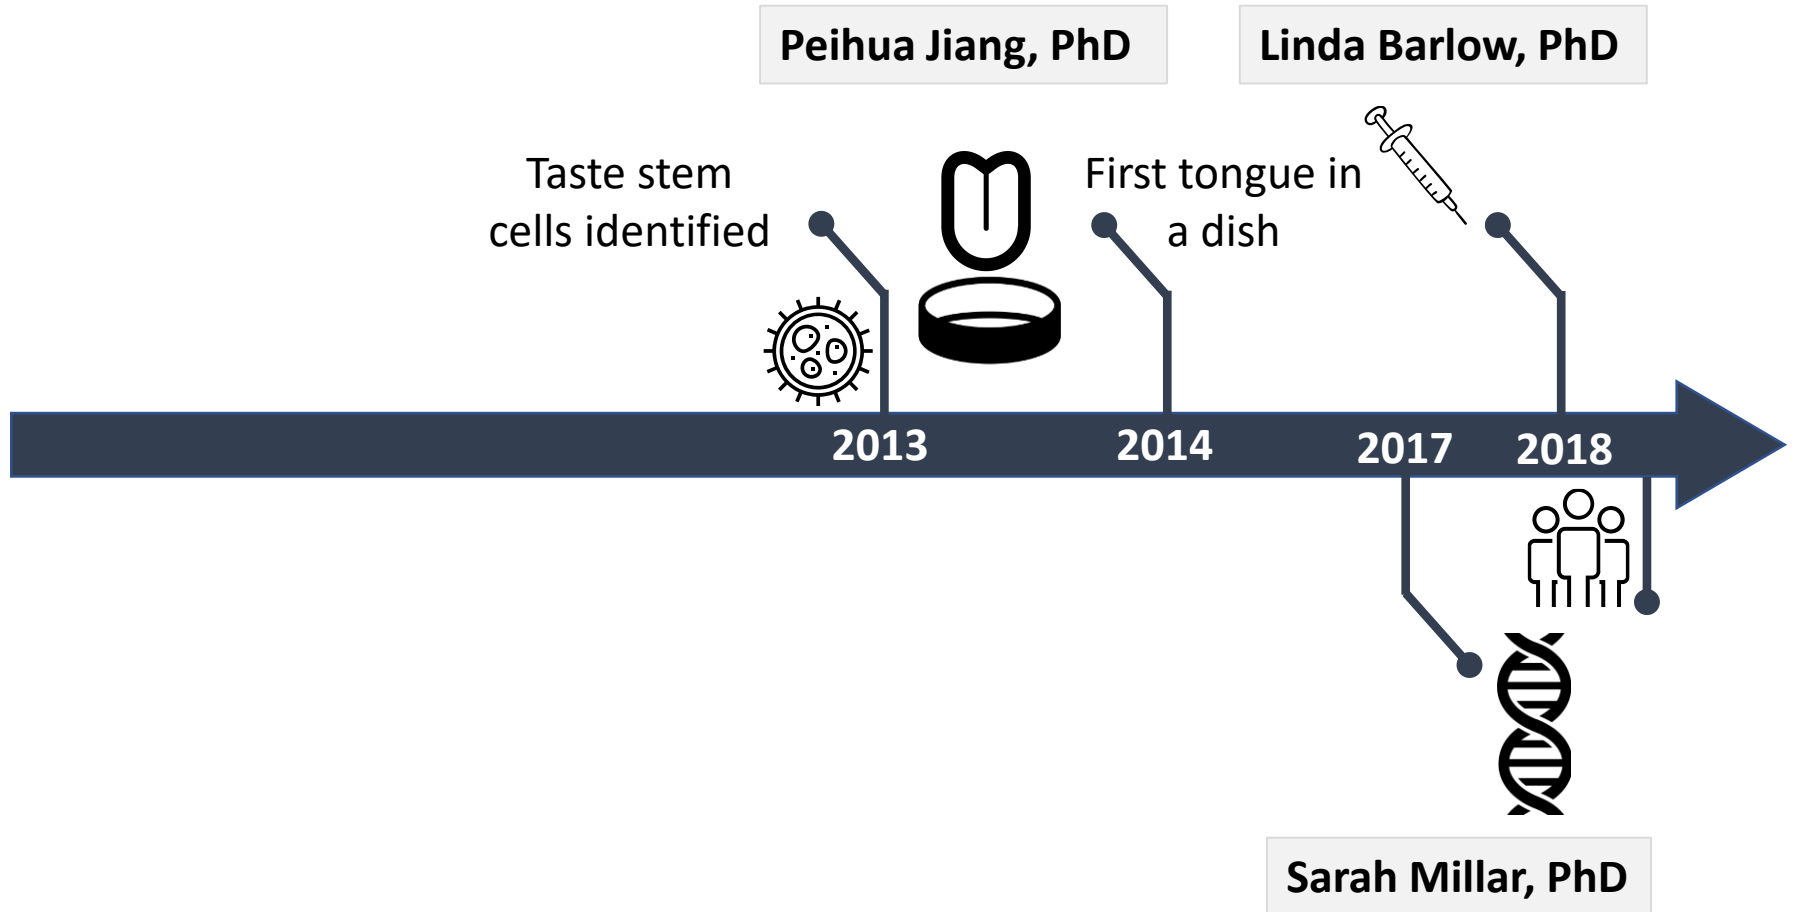 Peihua Jiang, PhD
Linda Barlow, PhD
Taste stem
cells identified
First tongue in
a dish
2013
2014
2017
2018
Sarah Millar, PhD